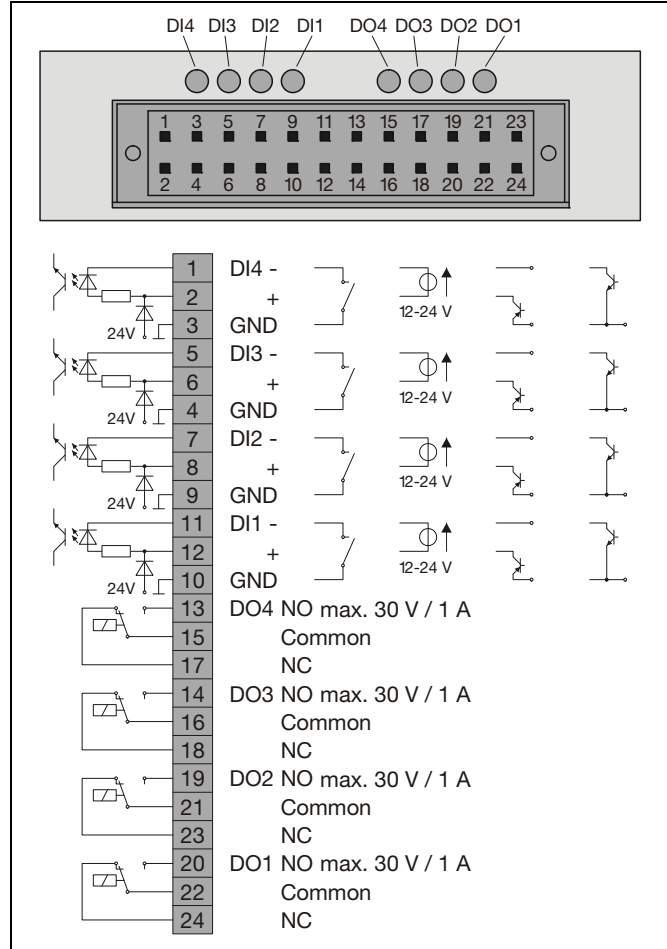 DI4 DI3 DI2 DI1 DO4 DO3 DO2 DO1
1 3 5 7 9 11 13 15 17 19 21 23
2 4 6 8 10 12 14 16 18 20 22 24
1 DI4 -
2 + 12-24 V
24V 3 GND
5 DI3 -
6 + 12-24 V
24V 4 GND
7 DI2 -
8 + 12-24 V
24V 9 GND
11 DI1 -
12 + 12-24 V
24V 10 GND
13 DO4 NO max. 30 V / 1 A
15 Common
17 NC
14 DO3 NO max. 30 V / 1 A
16 Common
18 NC
19 DO2 NO max. 30 V / 1 A
21 Common
23 NC
20 DO1 NO max. 30 V / 1 A
22 Common
24 NC